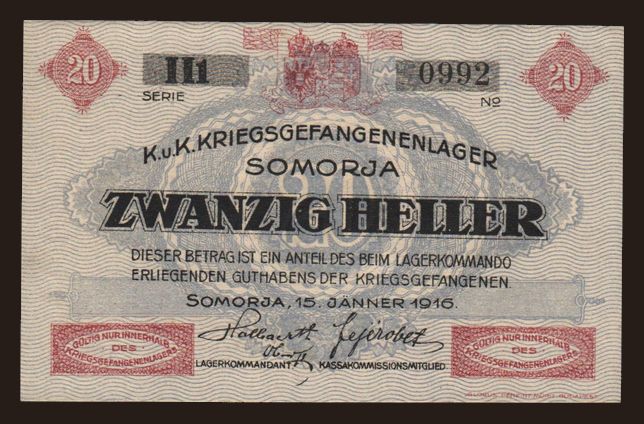 20 III1 0992 20
SERIE No
K.u.K. KRIEGSGEFANGENENLAGER
SOMORJA
ZWANZIG HELLER
DIESER BETRAG IST EIN ANTEIL DES BEIM LAGERKOMMANDO
ERLIEGENDEN GUTHABENS DER KRIEGSGEFANGENEN.
SOMORJA, 15. JÄNNER 1916.
GÜLTIG NUR INNERHALB
DES
KRIEGSGEFANGENENLAGERS
LAGERKOMMANDANT KASSAKOMMISSIONSMITGLIED.
GÜLTIG NUR INNERHALB
DES
KRIEGSGEFANGENENLAGERS